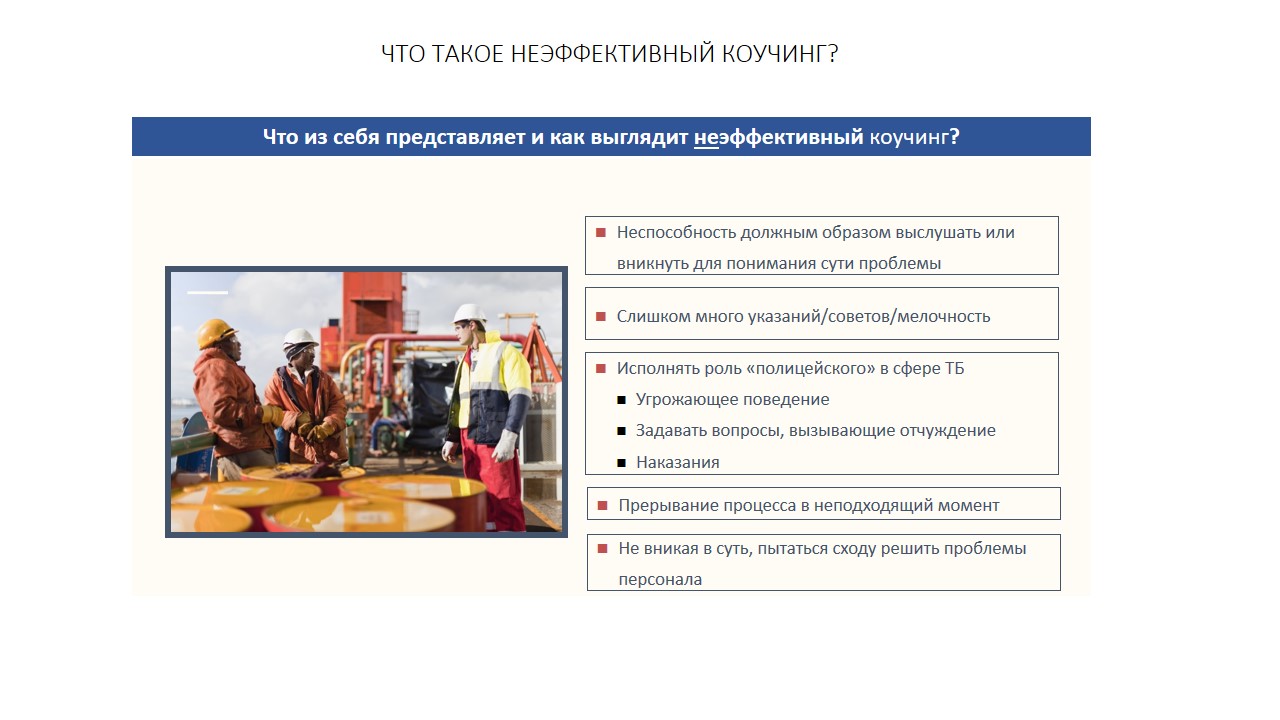 ЧТО ТАКОЕ НЕЭФФЕКТИВНЫЙ КОУЧИНГ?
Что из себя представляет и как выглядит неэффективный коучинг?
■ Неспособность должным образом выслушать или
вникнуть для понимания сути проблемы
■ Слишком много указаний/советов/мелочность
■ Исполнять роль «полицейского» в сфере ТБ
■ Угрожающее поведение
■ Задавать вопросы, вызывающие отчуждение
■ Наказания
■ Прерывание процесса в неподходящий момент
■ Не вникая в суть, пытаться сходу решить проблемы
персонала